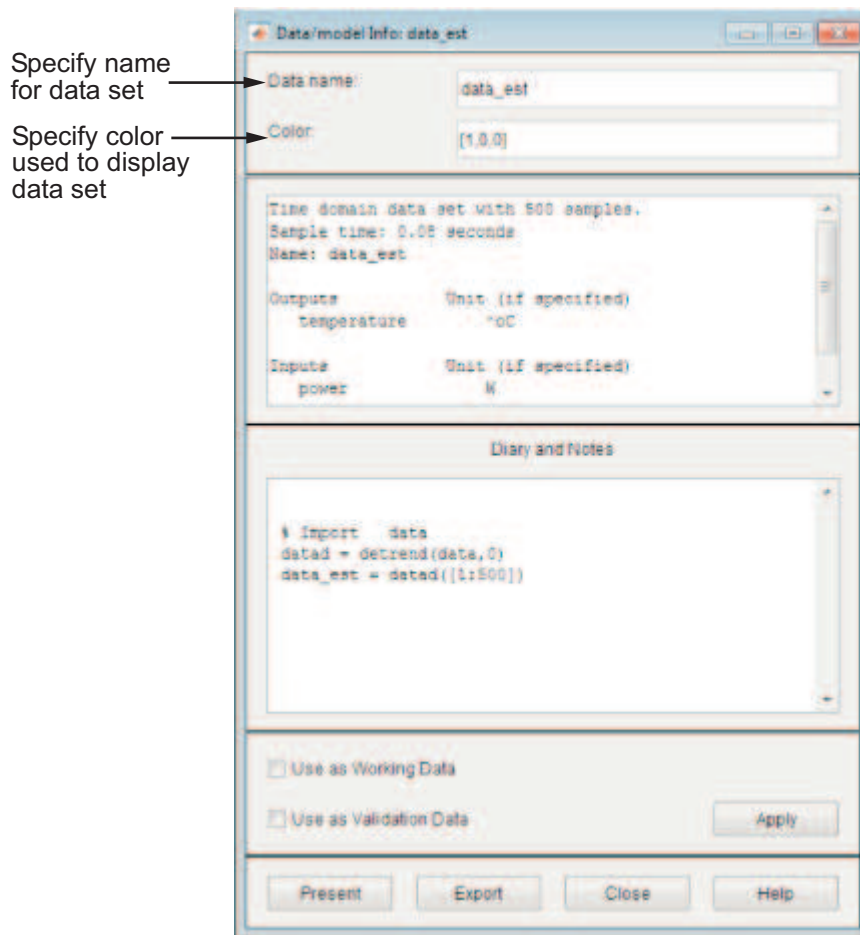 Data/model Info: data_est
Specify name
for data set
Data name:
data_est
Specify color
used to display
data set
Color:
[1,0,0]
Time domain data set with 500 samples.
Sample time: 0.08 seconds
Name: data_est
Outputs Unit (if specified)
temperature ^oC
Inputs Unit (if specified)
power W
Diary and Notes
% Import data
datad = detrend(data,0)
data_est = datad([1:500])
Use as Working Data
Use as Validation Data
Apply
Present Export Close Help